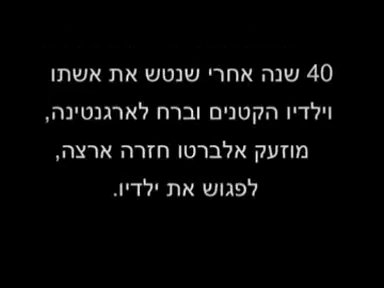 40 שנה אחרי שנטש את אשתו
וילדיו הקטנים וברח לארגנטינה,
מוזעק אלברטו חזרה ארצה,
לפגוש את ילדיו.